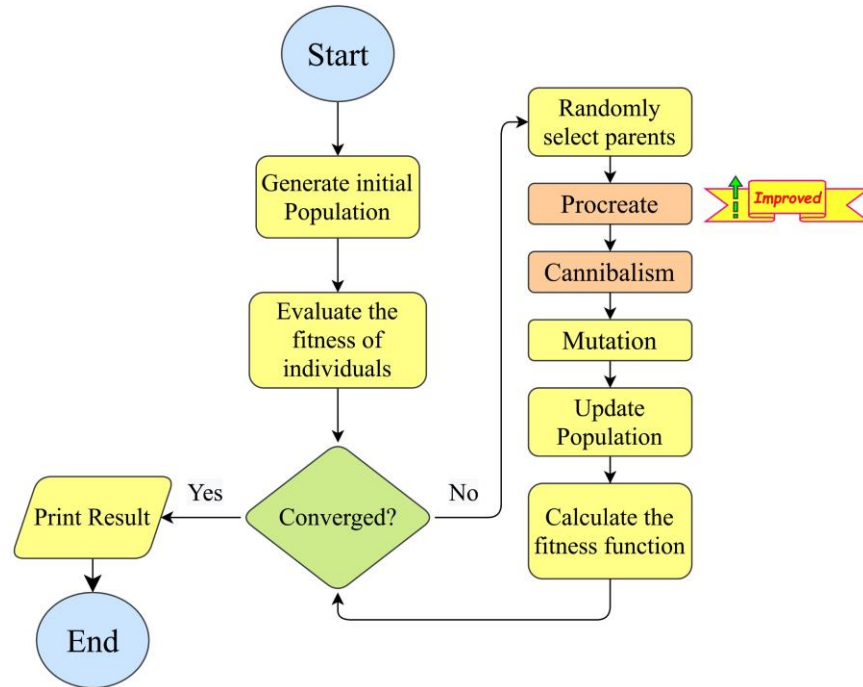 Start
Generate initial
Population
Evaluate the
fitness of
individuals
Converged?
Yes
Print Result
End
No
Randomly
select parents
Procreate
Improved
Cannibalism
Mutation
Update
Population
Calculate the
fitness function